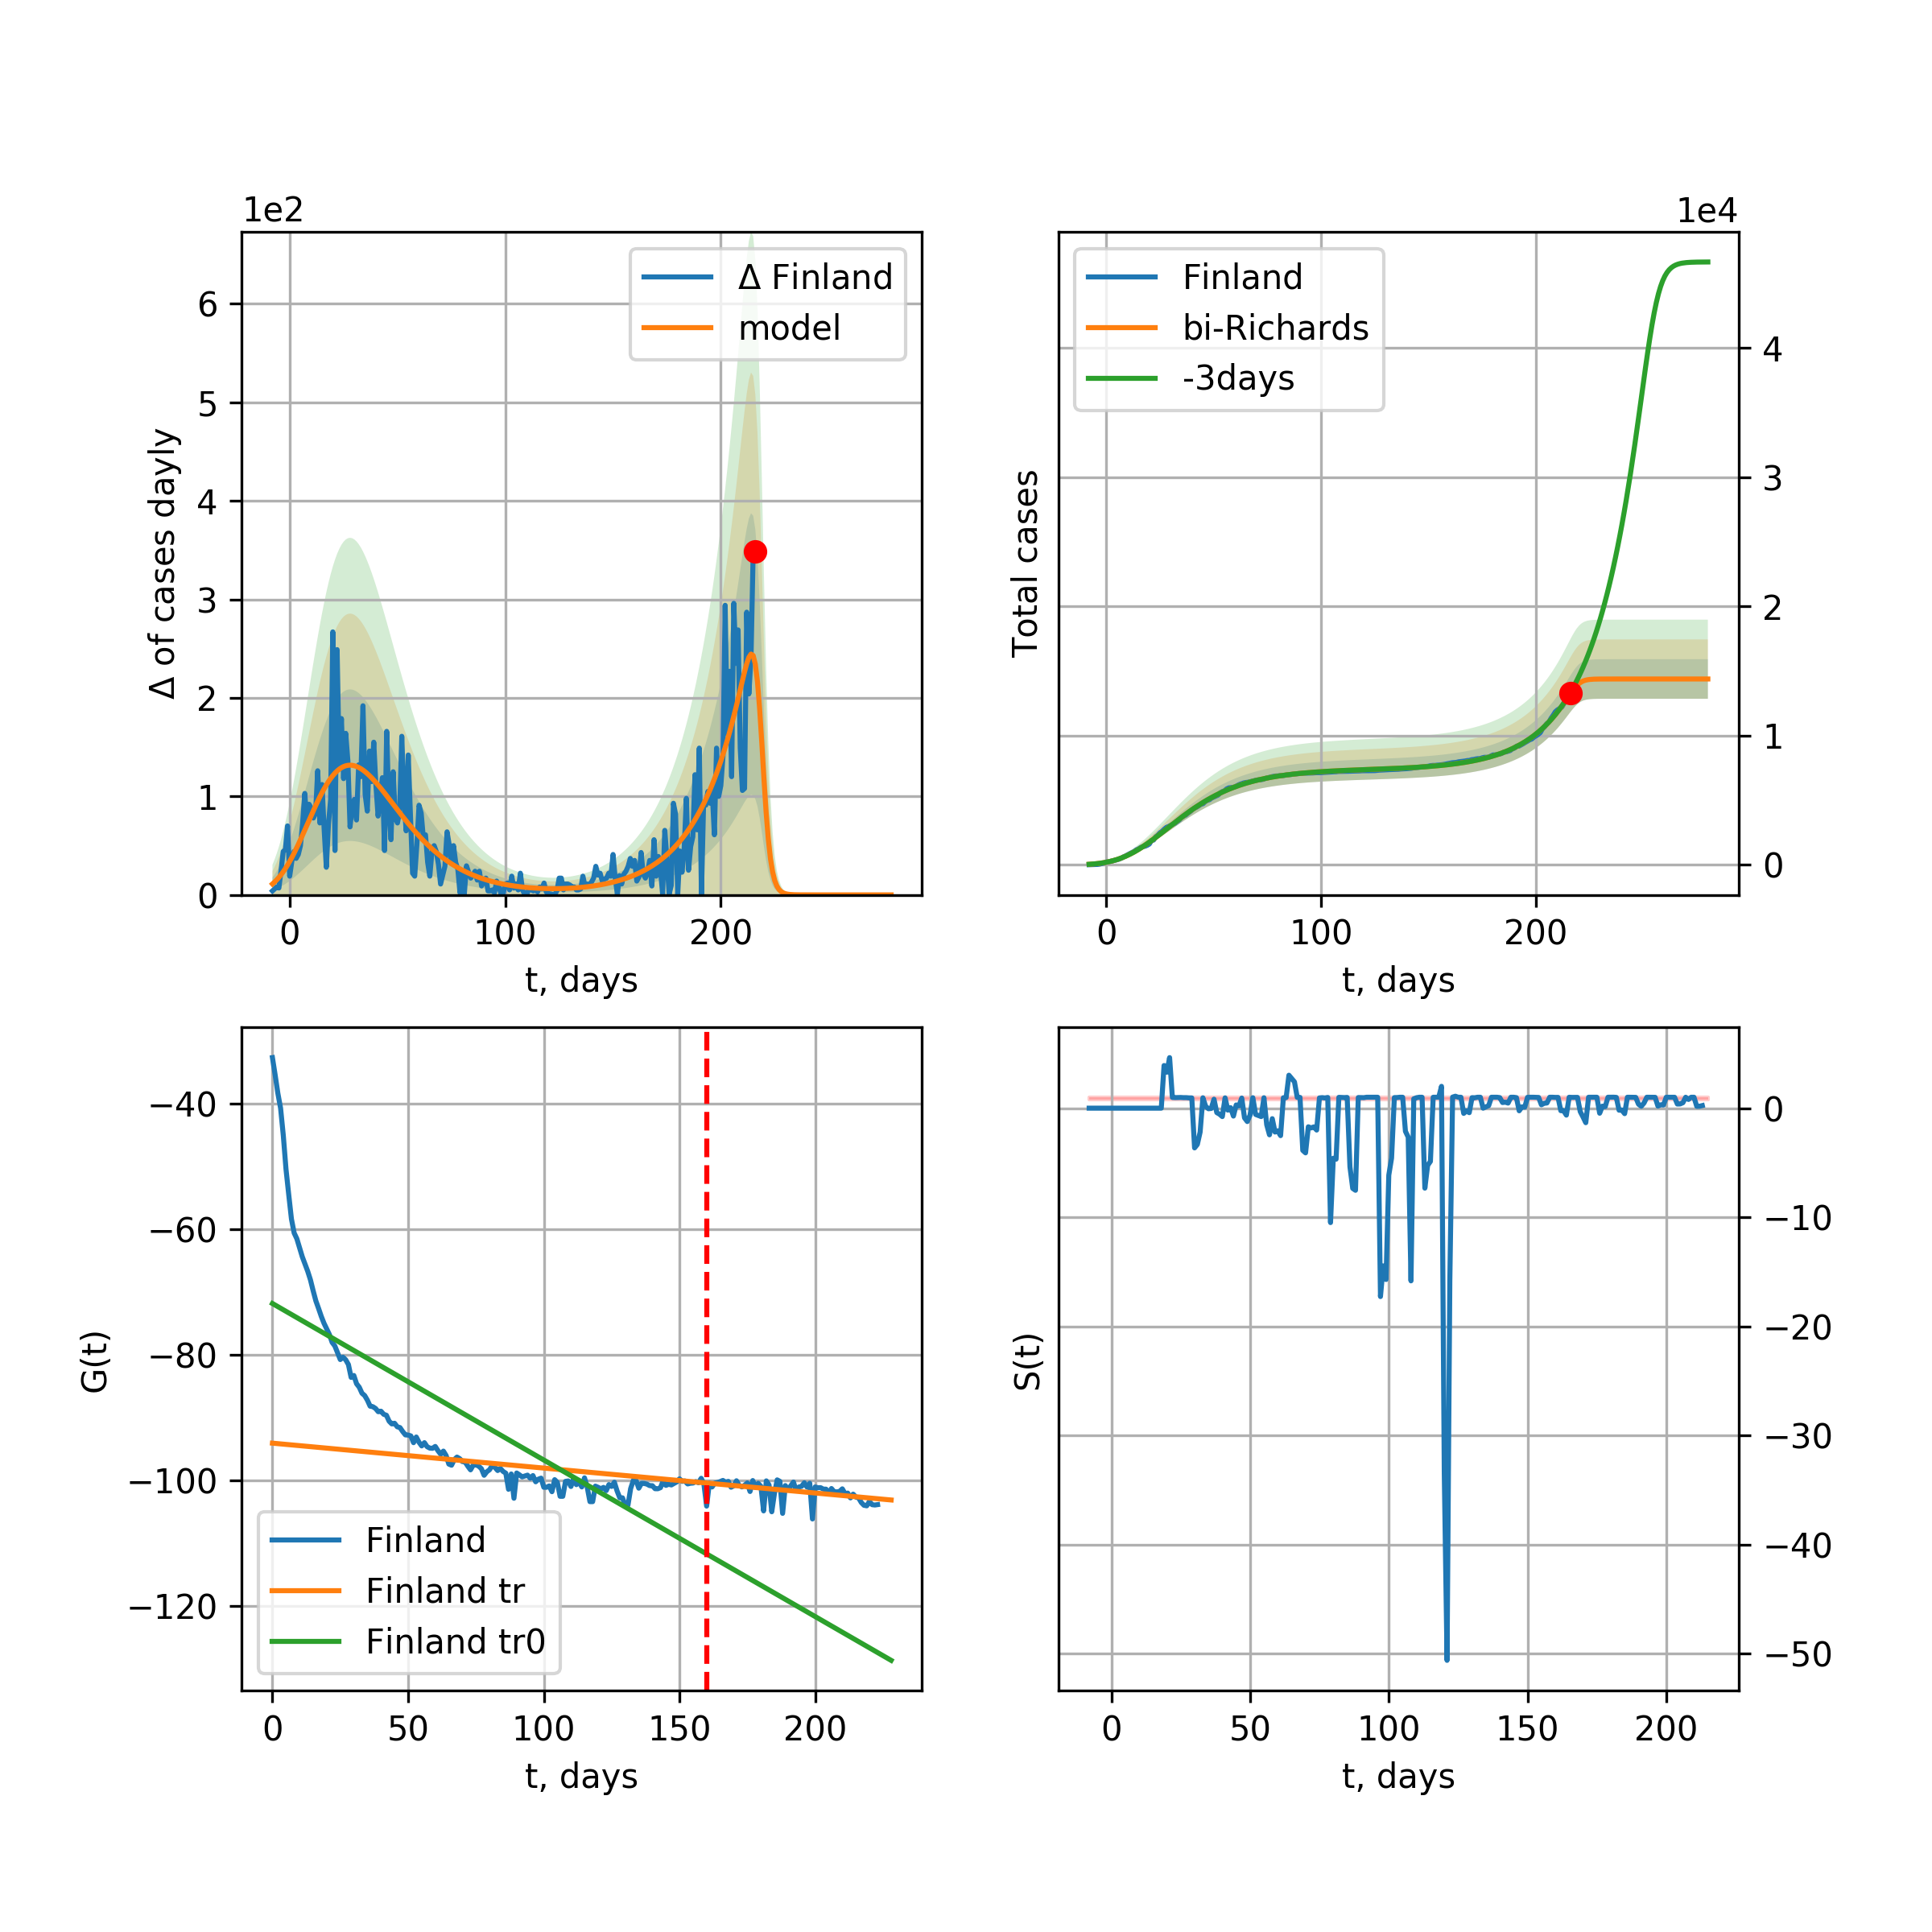 1e2
Δ Finland
model
6
5
4
3
2
1
0
Δ of cases dayly
0
100
200
t, days
1e4
Finland
bi-Richards
-3days
Total cases
4
3
2
1
0
0
100
200
t, days
−40
−60
−80
−100
−120
G(t)
Finland
Finland tr
Finland tr0
0
50
100
150
200
t, days
S(t)
0
−10
−20
−30
−40
−50
0
50
100
150
200
t, days